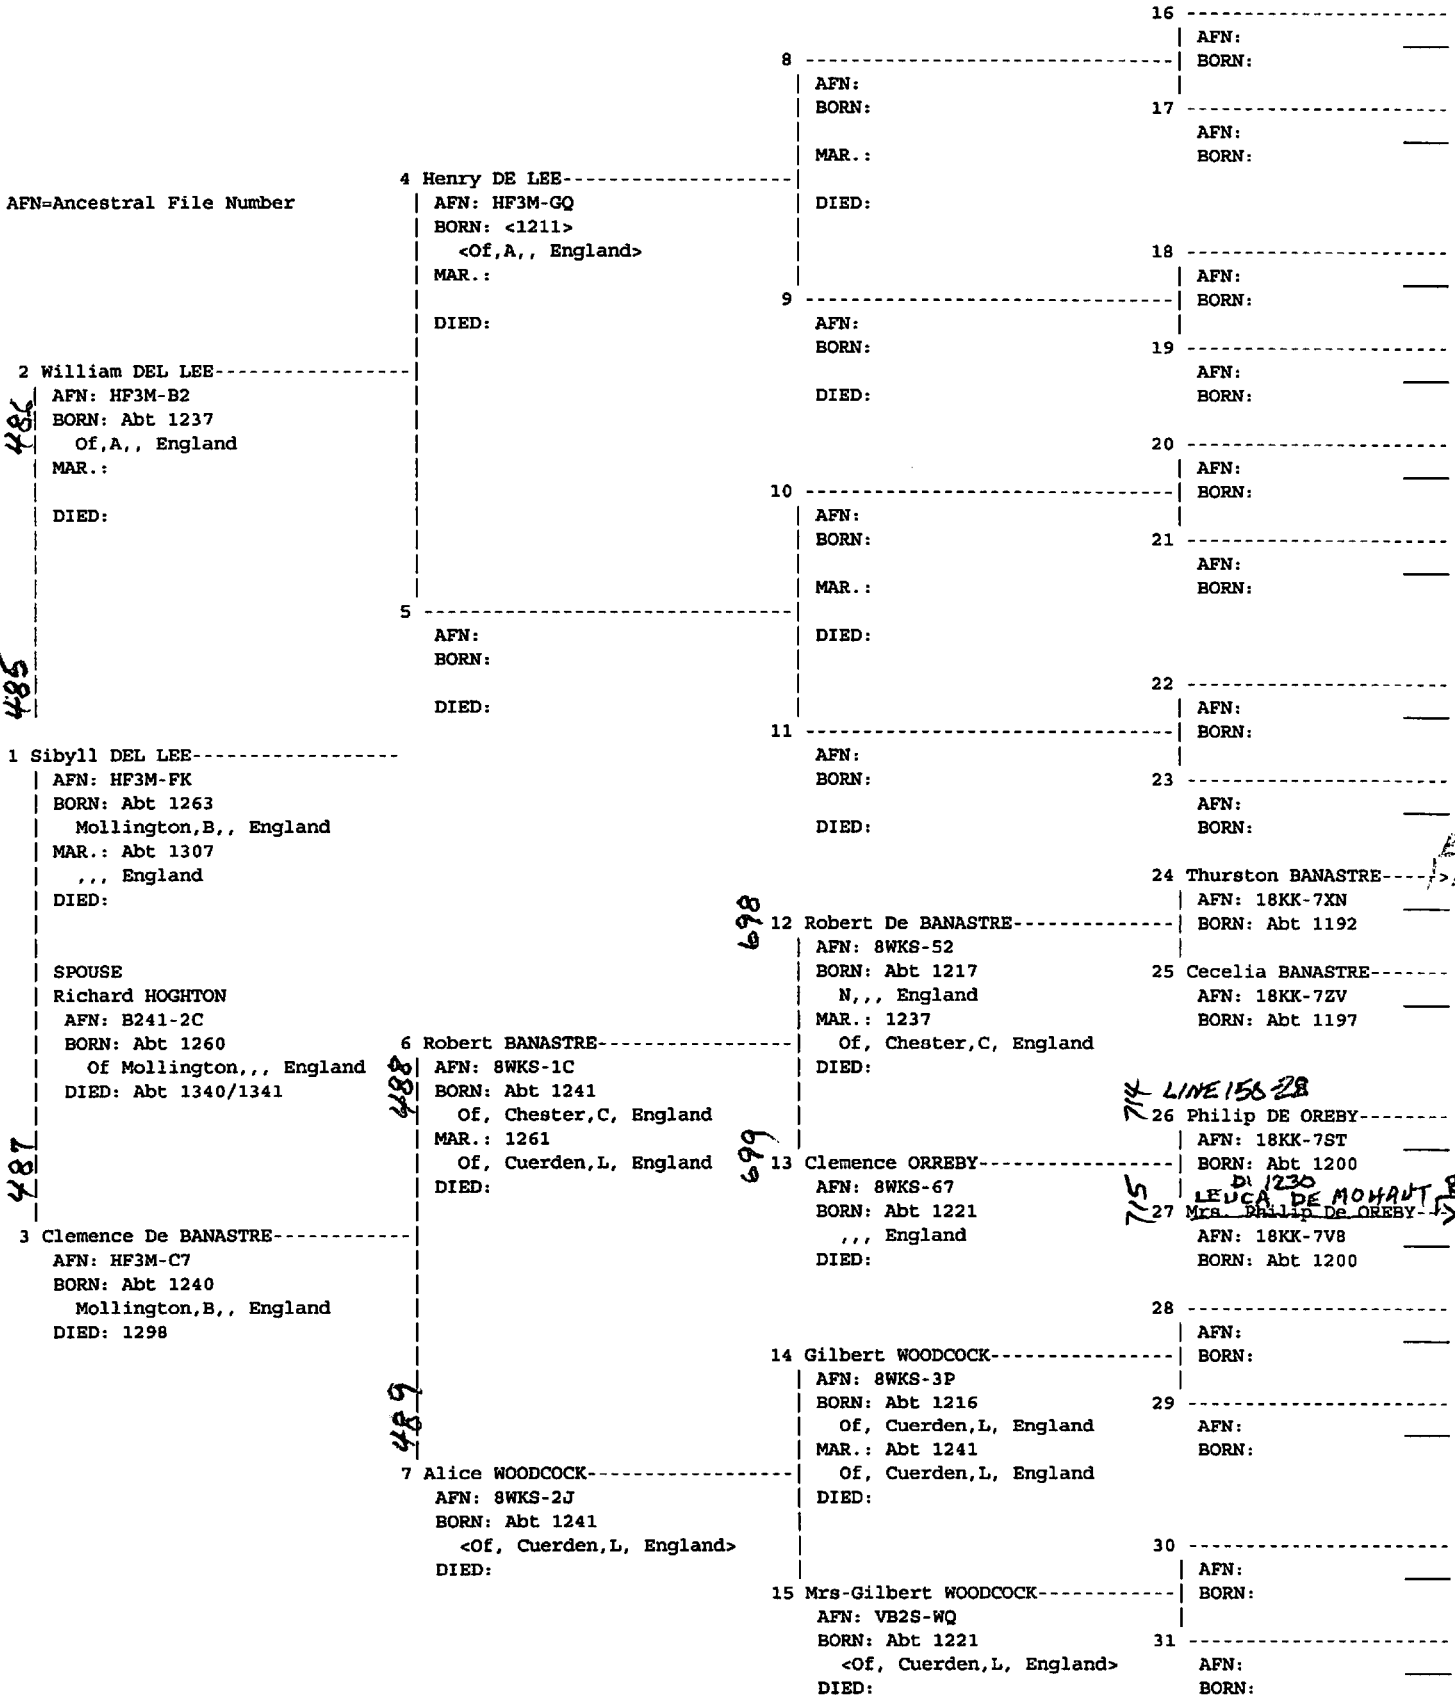 AFN=Ancestral File Number
486
2 William DEL LEE
AFN: HF3M-B2
BORN: Abt 1237
Of,A,, England
MAR.:
DIED:
485
1 Sibyll DEL LEE
AFN: HF3M-FK
BORN: Abt 1263
Mollington,B,, England
MAR.: Abt 1307
,,, England
DIED:
SPOUSE
Richard HOGHTON
AFN: B241-2C
BORN: Abt 1260
Of Mollington,,, England
DIED: Abt 1340/1341
487
3 Clemence De BANASTRE
AFN: HF3M-C7
BORN: Abt 1240
Mollington,B,, England
DIED: 1298
4 Henry DE LEE
AFN: HF3M-GQ
BORN: <1211>
<Of,A,, England>
MAR.:
DIED:
5
AFN:
BORN:
DIED:
488
6 Robert BANASTRE
AFN: 8WKS-1C
BORN: Abt 1241
Of, Chester,C, England
MAR.: 1261
Of, Cuerden,L, England
DIED:
489
7 Alice WOODCOCK
AFN: 8WKS-2J
BORN: Abt 1241
<Of, Cuerden,L, England>
DIED:
8
AFN:
BORN:
MAR.:
DIED:
9
AFN:
BORN:
DIED:
10
AFN:
BORN:
MAR.:
DIED:
11
AFN:
BORN:
DIED:
698
12 Robert De BANASTRE
AFN: 8WKS-52
BORN: Abt 1217
N,,, England
MAR.: 1237
Of, Chester,C, England
DIED:
699
13 Clemence ORREBY
AFN: 8WKS-67
BORN: Abt 1221
,,, England
DIED:
14 Gilbert WOODCOCK
AFN: 8WKS-3P
BORN: Abt 1216
Of, Cuerden,L, England
MAR.: Abt 1241
Of, Cuerden,L, England
DIED:
15 Mrs-Gilbert WOODCOCK
AFN: VB2S-WQ
BORN: Abt 1221
<Of, Cuerden,L, England>
DIED:
16
AFN:
BORN:
17
AFN:
BORN:
18
AFN:
BORN:
19
AFN:
BORN:
20
AFN:
BORN:
21
AFN:
BORN:
22
AFN:
BORN:
23
AFN:
BORN:
24 Thurston BANASTRE
AFN: 18KK-7XN
BORN: Abt 1192
25 Cecelia BANASTRE
AFN: 18KK-7ZV
BORN: Abt 1197
714 LINE 158-28
26 Philip DE OREBY
AFN: 18KK-7ST
BORN: Abt 1200
D: 1230
715 LEUCA DE MOHAUT
27 Mrs. Philip De OREBY
AFN: 18KK-7V8
BORN: Abt 1200
28
AFN:
BORN:
29
AFN:
BORN:
30
AFN:
BORN:
31
AFN:
BORN: